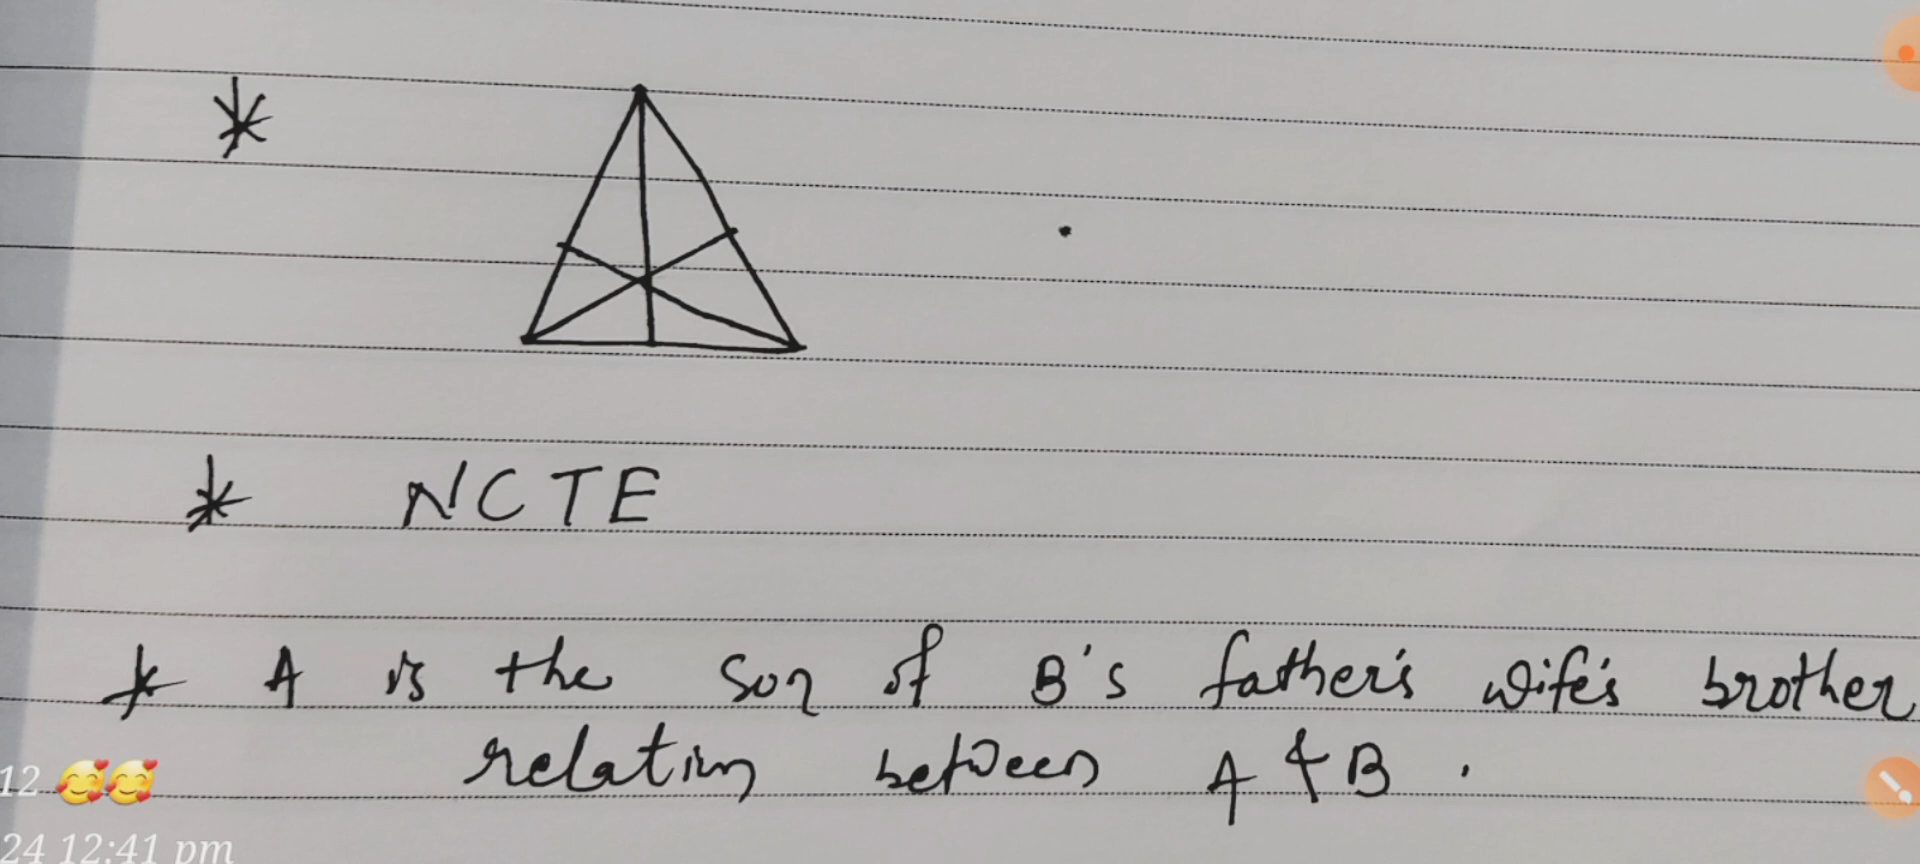 * 
* NCTE
* A is the son of B's father's wife's brother
relation between A & B .
12 🥰🥰
24 12:41 pm